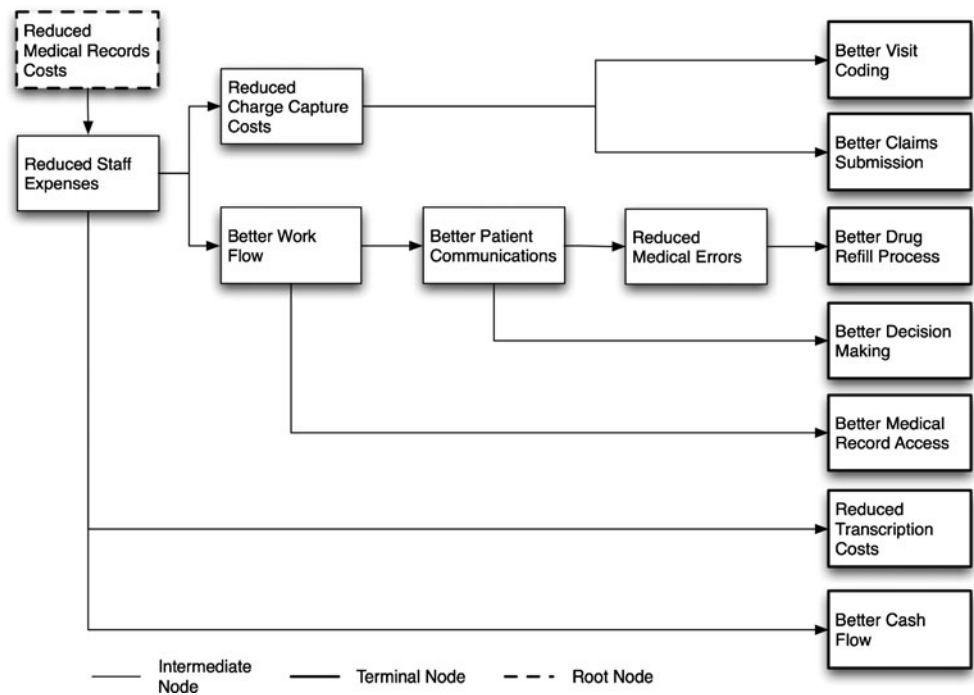 Reduced
Medical Records
Costs
Reduced Staff
Expenses
Reduced
Charge Capture
Costs
Better Work
Flow
Better Patient
Communications
Reduced
Medical Errors
Better Visit
Coding
Better Claims
Submission
Better Drug
Refill Process
Better Decision
Making
Better Medical
Record Access
Reduced
Transcription
Costs
Better Cash
Flow
Intermediate
Node
Terminal Node
Root Node